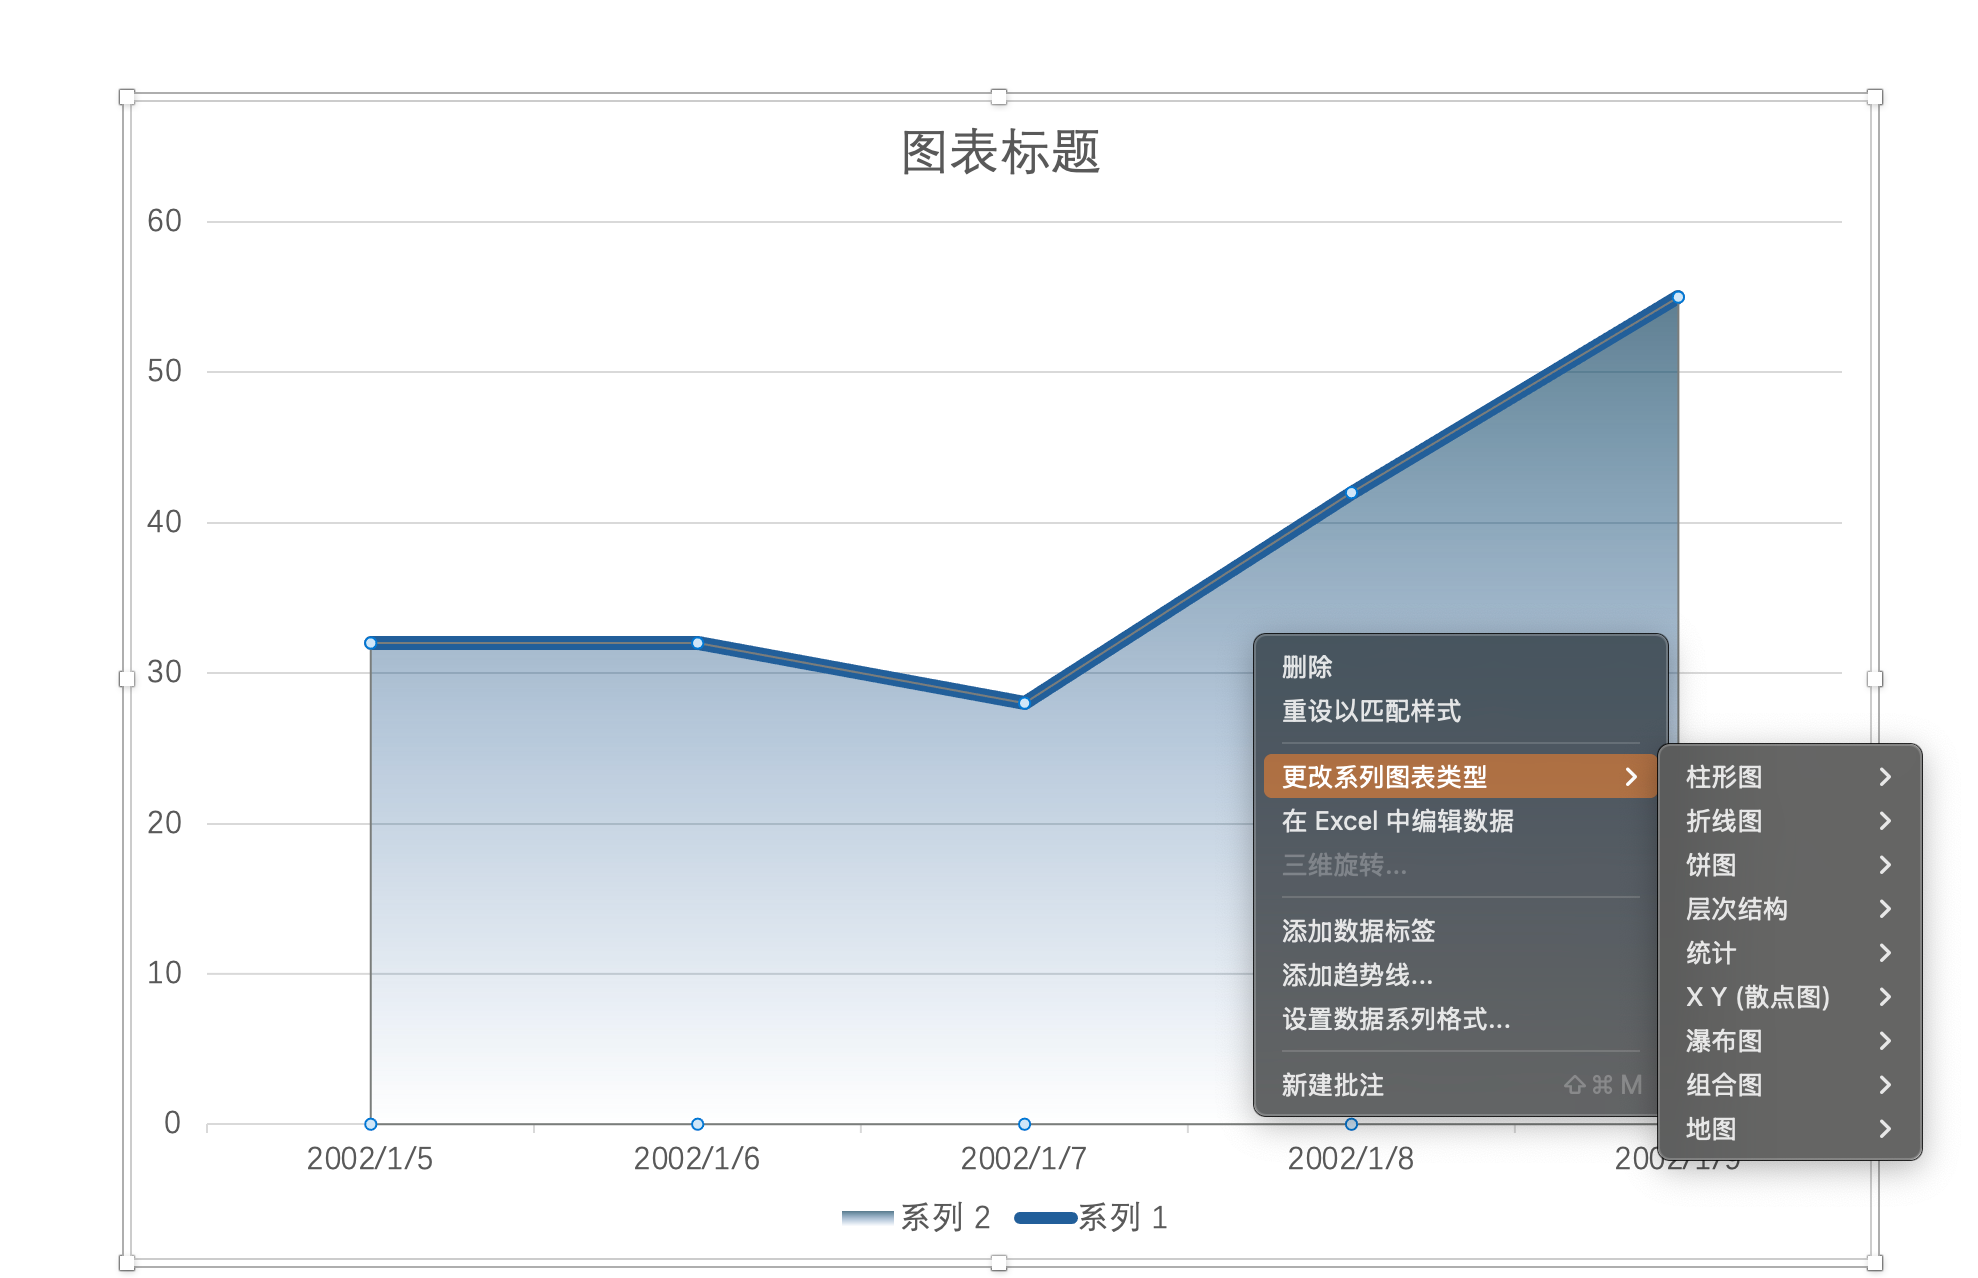 图表标题
60
50
40
30
20
10
0
2002/1/5
2002/1/6
2002/1/7
2002/1/8
2002/1/9
系列 2
系列 1
删除
重设以匹配样式
更改系列图表类型
在 Excel 中编辑数据
三维旋转...
添加数据标签
添加趋势线...
设置数据系列格式...
新建批注 ⇧⌘M
柱形图
折线图
饼图
层次结构
统计
X Y (散点图)
瀑布图
组合图
地图